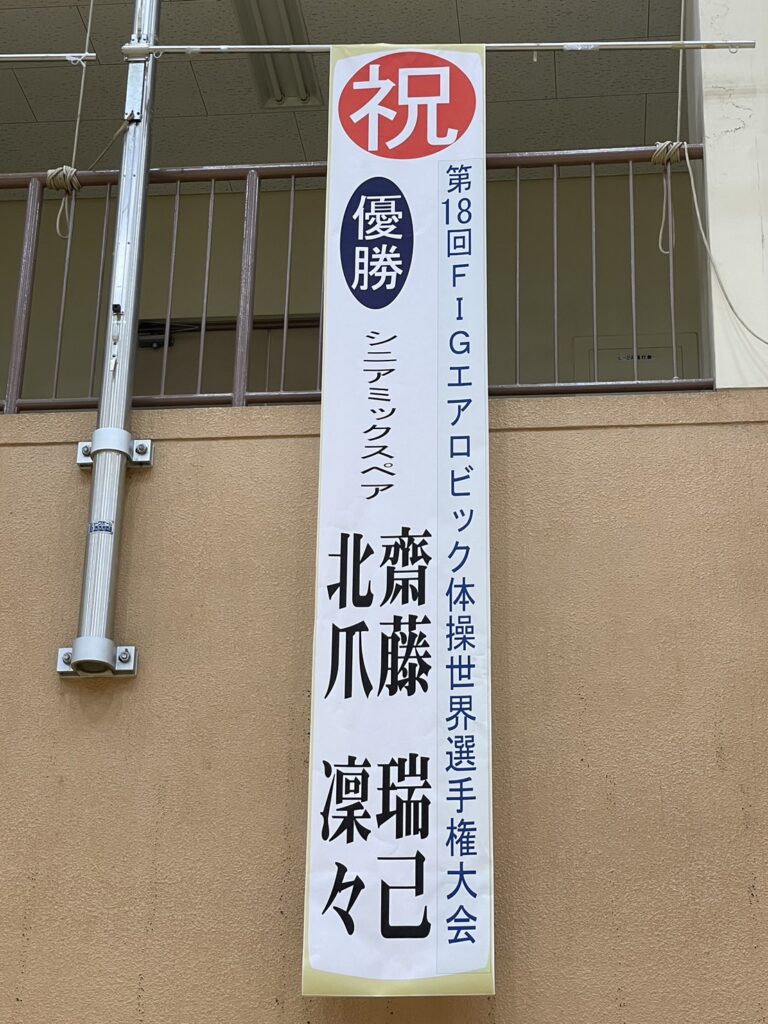 祝
第18回FIGエアロビック体操世界選手権大会
優勝
シニアミックスペア
齋藤 瑞己
北爪 凜々